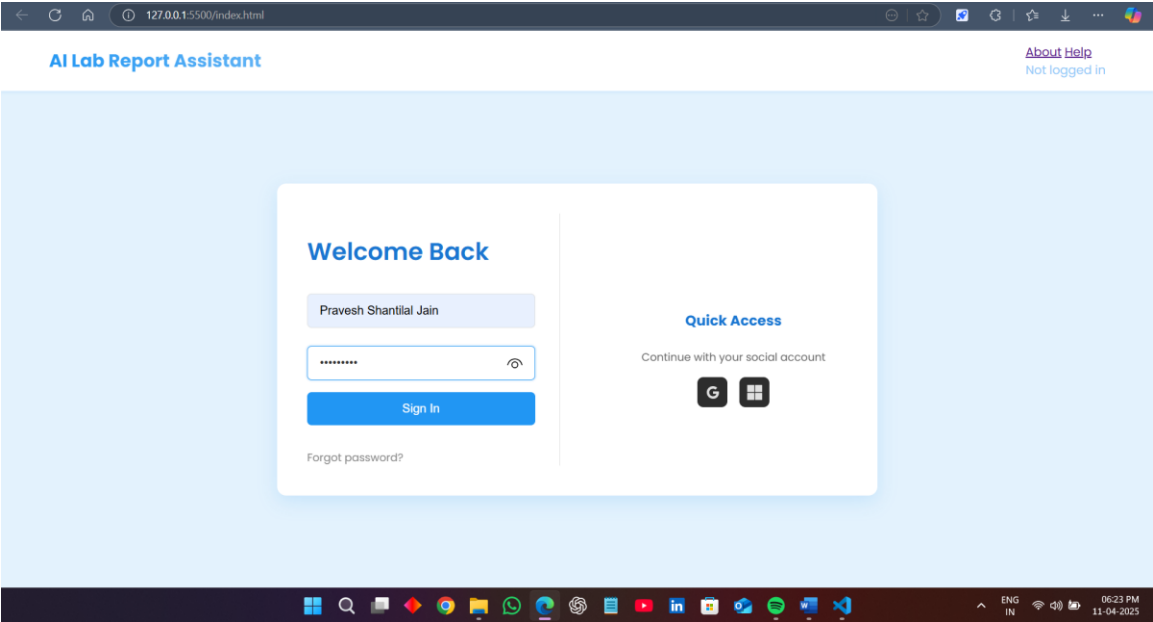 127.0.0.1:5500/index.html
AI Lab Report Assistant
About Help
Not logged in
Welcome Back
Pravesh Shantilal Jain
•••••••••
Sign In
Forgot password?
Quick Access
Continue with your social account
G
ENG
IN
06:23 PM
11-04-2025